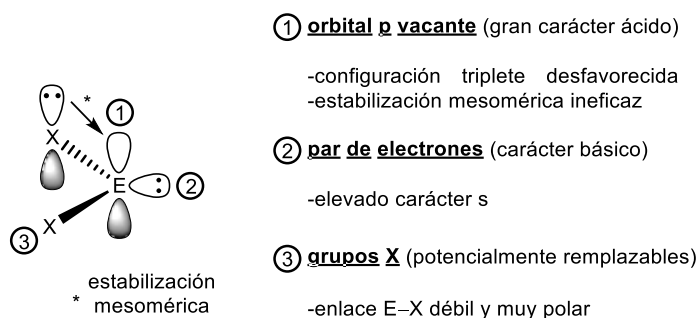 ① orbital p vacante (gran carácter ácido)
-configuración triplete desfavorecida
-estabilización mesomérica ineficaz
② par de electrones (carácter básico)
-elevado carácter s
③ grupos X (potencialmente remplazables)
-enlace E–X débil y muy polar
*
①
X
E
②
③ X
estabilización
* mesomérica